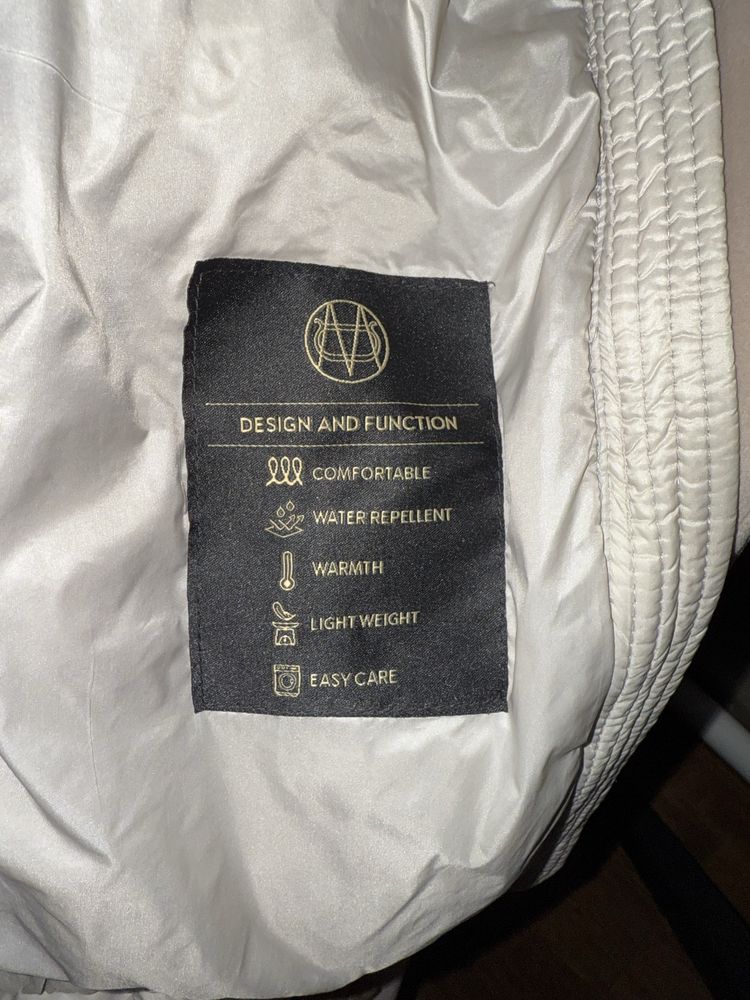 DESIGN AND FUNCTION
COMFORTABLE
WATER REPELLENT
WARMTH
LIGHT WEIGHT
EASY CARE